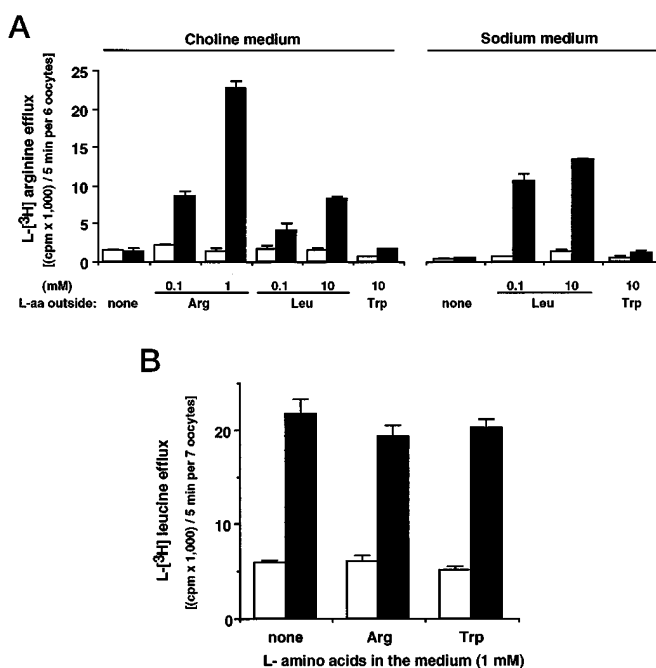 A
Choline medium
Sodium medium
L-[³H] arginine efflux
[(cpm x 1,000) / 5 min per 6 oocytes]
25
20
15
10
5
0
(mM) 0.1 1 0.1 10 10 0.1 10 10
L-aa outside: none Arg Leu Trp none Leu Trp
B
L-[³H] leucine efflux
[(cpm x 1,000) / 5 min per 7 oocytes]
20
10
0
none Arg Trp
L- amino acids in the medium (1 mM)